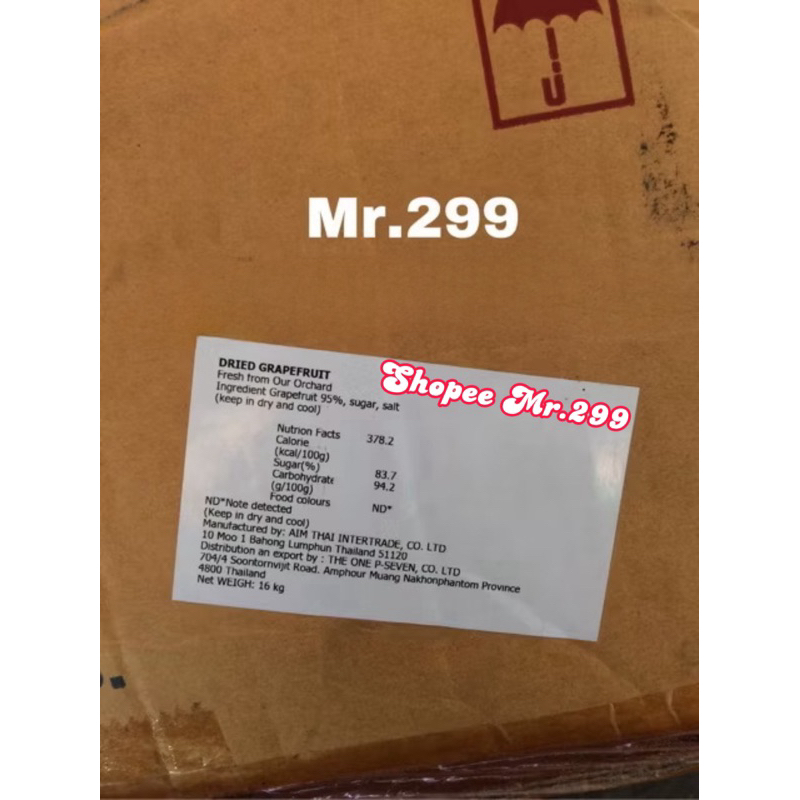 Mr.299
Shopee Mr.299
DRIED GRAPEFRUIT
Fresh from Our Orchard
Ingredient Grapefruit 95%, sugar, salt
(keep in dry and cool)
Nutrion Facts
Calorie 378.2
(kcal/100g)
Sugar(%) 83.7
Carbohydrate 94.2
(g/100g)
Food colours ND*
ND*Note detected
(Keep in dry and cool)
Manufactured by: AIM THAI INTERTRADE, CO. LTD
10 Moo 1 Bahong Lumphun Thailand 51120
Distribution an export by : THE ONE P-SEVEN, CO. LTD
704/4 Soontornvijit Road. Amphour Muang Nakhonphantom Province
4800 Thailand
Net WEIGH: 16 kg